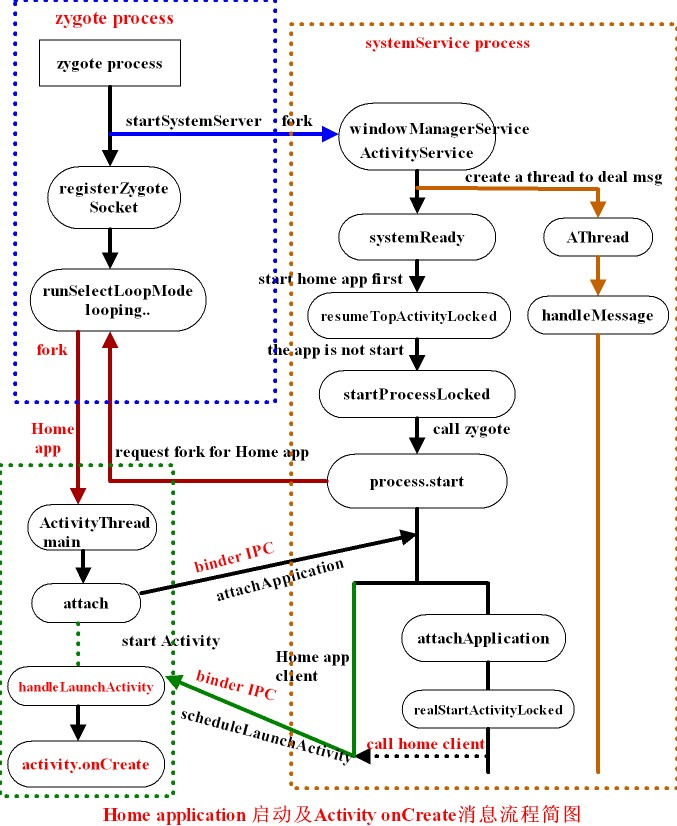 zygote process
systemService process
zygote process
startSystemServer
fork
windowManagerService
ActivityService
create a thread to deal msg
registerZygote
Socket
systemReady
AThread
start home app first
runSelectLoopMode
looping..
resumeTopActivityLocked
handleMessage
fork
the app is not start
startProcessLocked
Home
app
call zygote
request fork for Home app
process.start
ActivityThread
main
binder IPC
attachApplication
attach
start Activity
attachApplication
Home app
client
handleLaunchActivity
binder IPC
realStartActivityLocked
scheduleLaunchActivity
call home client
activity.onCreate
Home application 启动及Activity onCreate消息流程简图